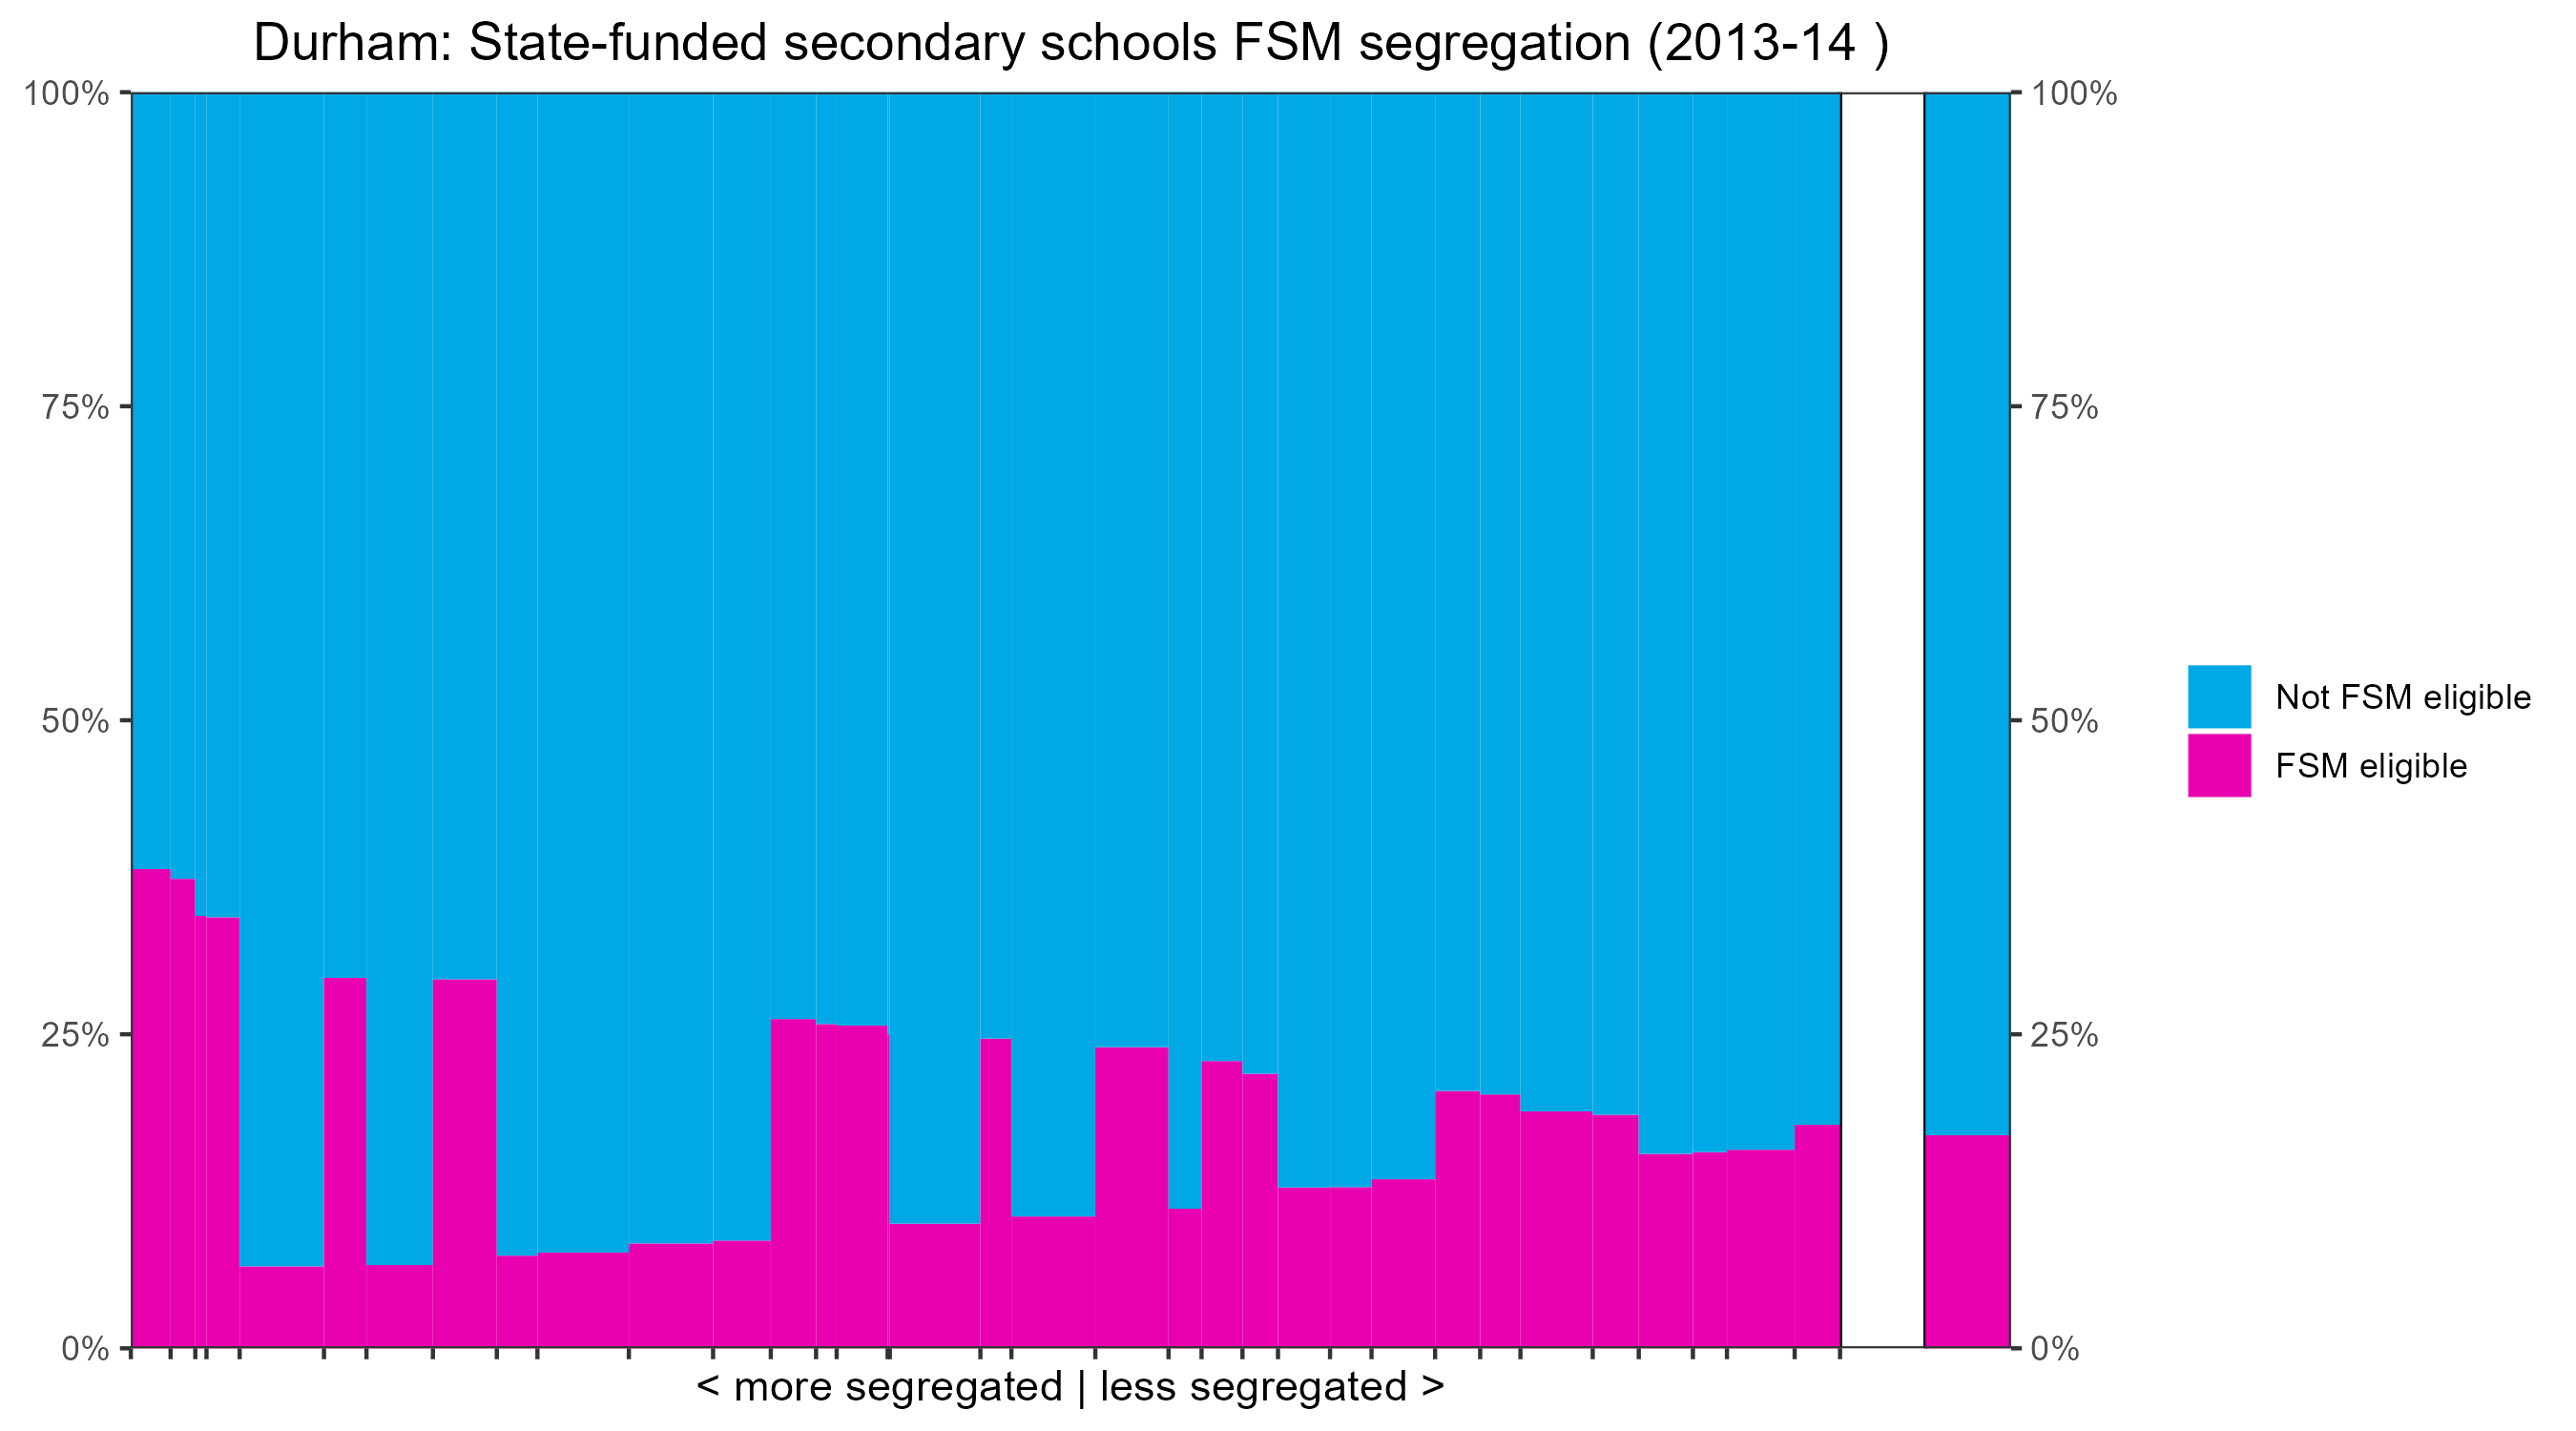 Durham: State-funded secondary schools FSM segregation (2013-14 )
100%
75%
50%
25%
0%
100%
75%
50%
25%
0%
Not FSM eligible
FSM eligible
< more segregated | less segregated >